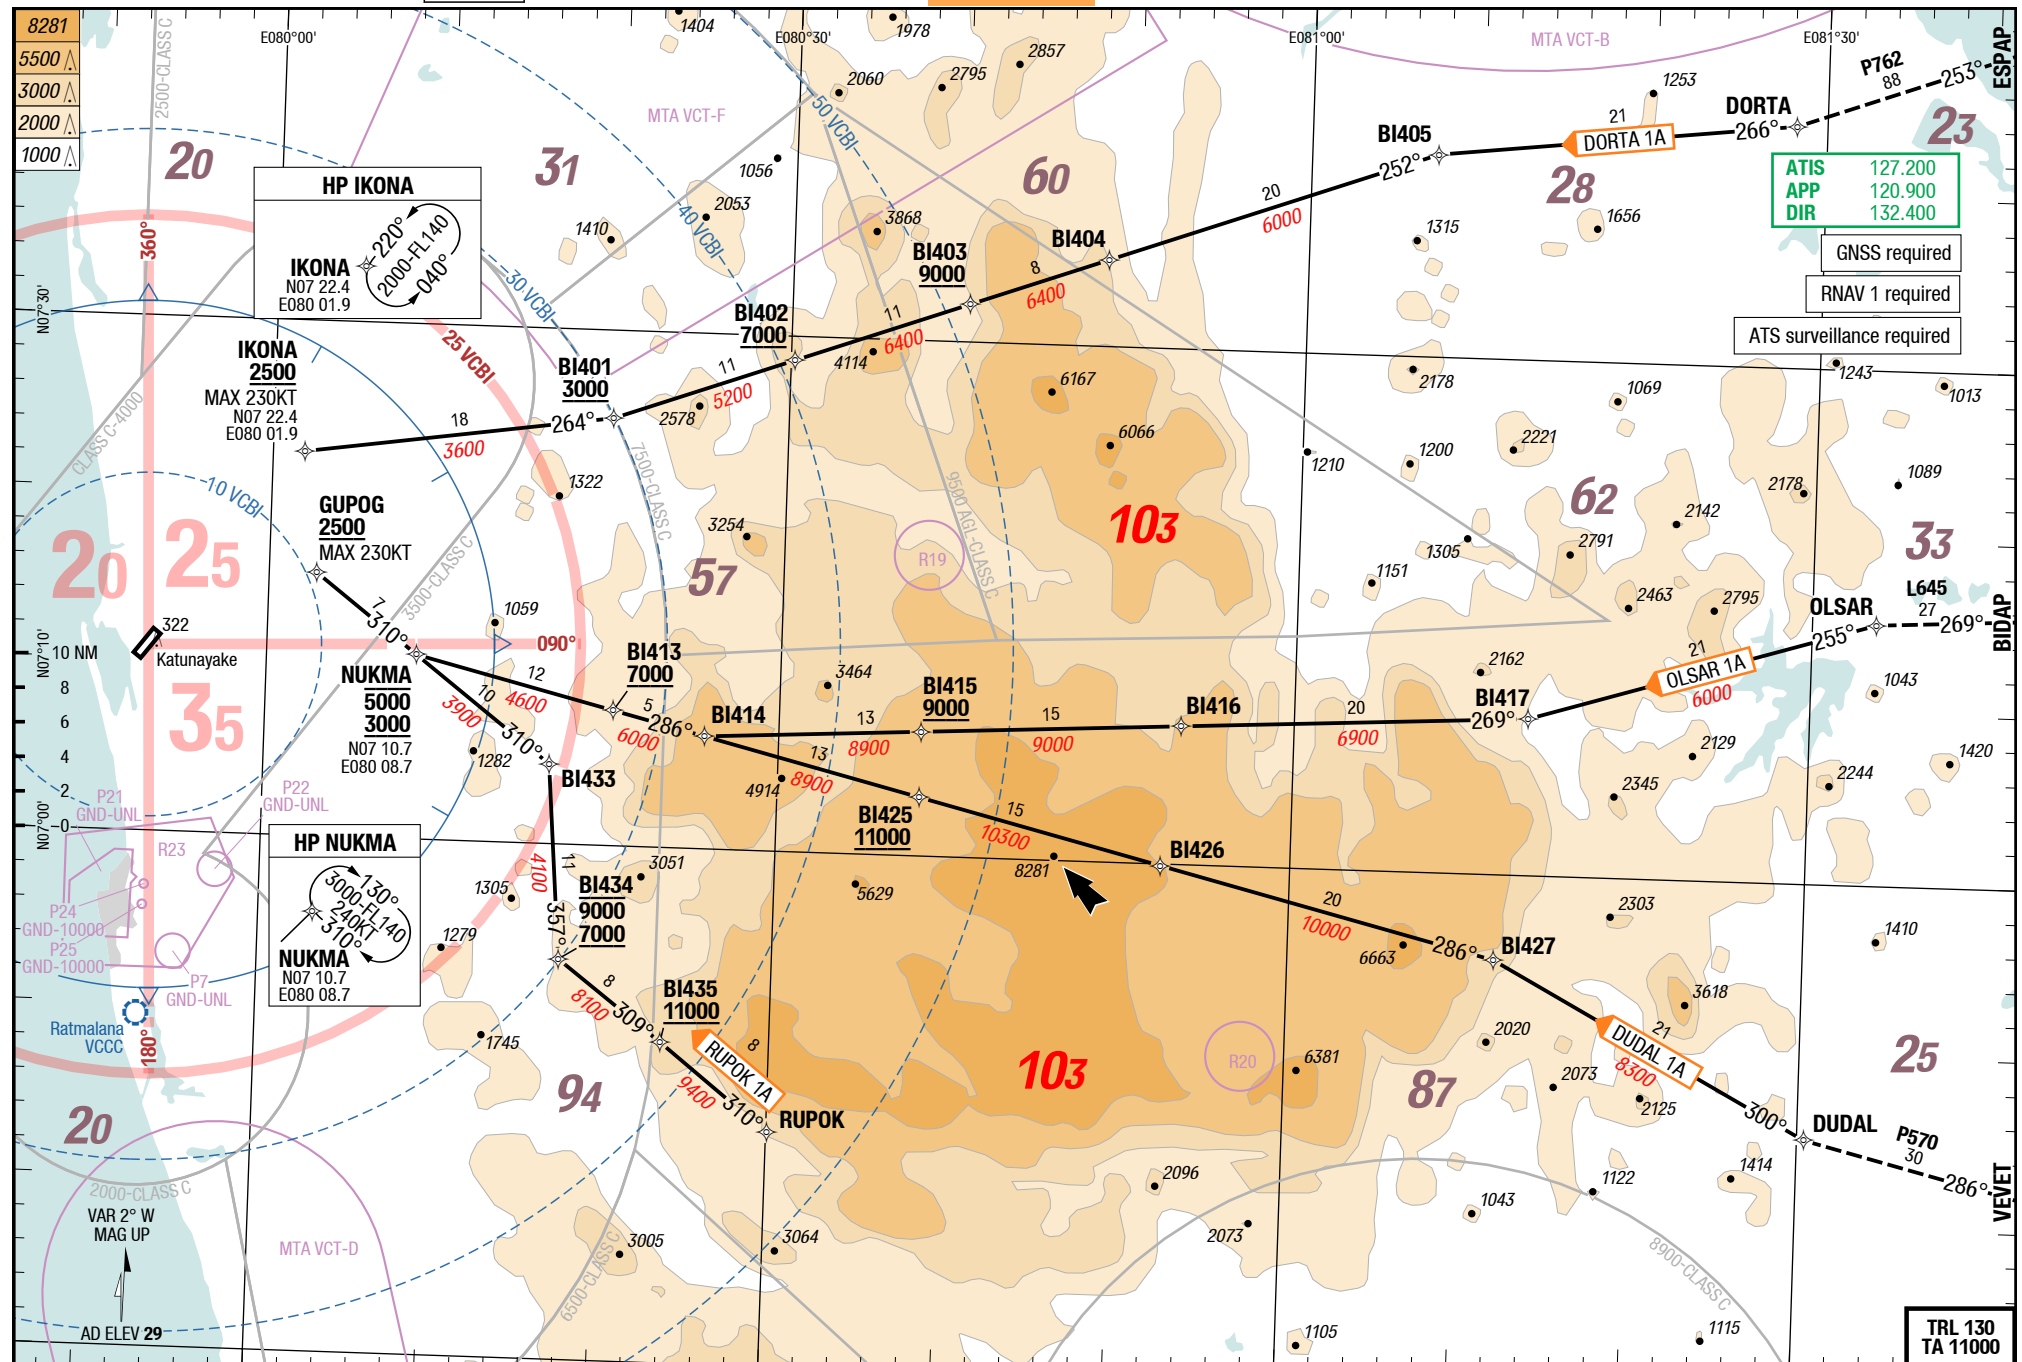 8281
5500
3000
2000
1000
E080°00'
E080°30'
E081°00'
E081°30'
2500-CLASS C
1404
1978
2857
2060
2795
MTA VCT-B
MTA VCT-F
1253
P762
88
253°
ESPAP
DORTA
266°
21
DORTA 1A
BI405
252°
23
ATIS 127.200
APP 120.900
DIR 132.400
GNSS required
RNAV 1 required
ATS surveillance required
20
31
60
28
50 VCBI
40 VCBI
30 VCBI
1056
2053
1410
3868
1315
1656
20
6000
HP IKONA
220°
2000-FL 140
040°
IKONA
N07 22.4
E080 01.9
360°
25 VCBI
N07°30'
BI404
8
6400
BI403
9000
11
6400
BI402
7000
4114
11
5200
2578
BI401
3000
264°
18
3600
IKONA
2500
MAX 230KT
N07 22.4
E080 01.9
CLASS C-4000
6167
6066
2178
1069
1243
1013
2221
1200
1210
2178
1089
1322
7500-CLASS C
9500 AGL-CLASS C
10 VCBI
GUPOG
2500
MAX 230KT
3254
R19
103
62
2142
1305
2791
33
57
1151
2463
2795
20
25
7
310°
3500-CLASS C
1059
322
Katunayake
090°
N07°10'
10 NM
8
6
4
2
0
OLSAR
L645
27
269°
BIDAP
255°
21
OLSAR 1A
6000
NUKMA
5000
3000
N07 10.7
E080 08.7
12
4600
10
3900
310°
BI413
7000
5
286°
6000
BI414
3464
13
8900
BI415
9000
15
9000
BI416
20
6900
2162
BI417
269°
1043
35
1282
BI433
4914
13
8900
BI425
11000
15
10300
BI426
8281
2129
2345
2244
1420
P21
GND-UNL
P22
GND-UNL
N07°00'
R23
HP NUKMA
130°
3000-FL 140
240KT
310°
NUKMA
N07 10.7
E080 08.7
P24
GND-10000
P25
GND-10000
P7
GND-UNL
Ratmalana
VCCC
180°
4100
11
357°
3051
1305
1279
BI434
9000
7000
5629
20
10000
6663
286°
BI427
2303
1410
8
8100
309°
BI435
11000
1745
8
RUPOK 1A
9400
310°
RUPOK
94
103
R20
6381
87
2020
2073
3618
21
DUDAL 1A
8300
2125
300°
DUDAL
25
P570
30
286°
VEVET
20
2000-CLASS C
VAR 2° W
MAG UP
AD ELEV 29
MTA VCT-D
6500-CLASS C
3005
3064
2096
2073
1043
1122
1414
8900-CLASS C
1105
1115
TRL 130
TA 11000